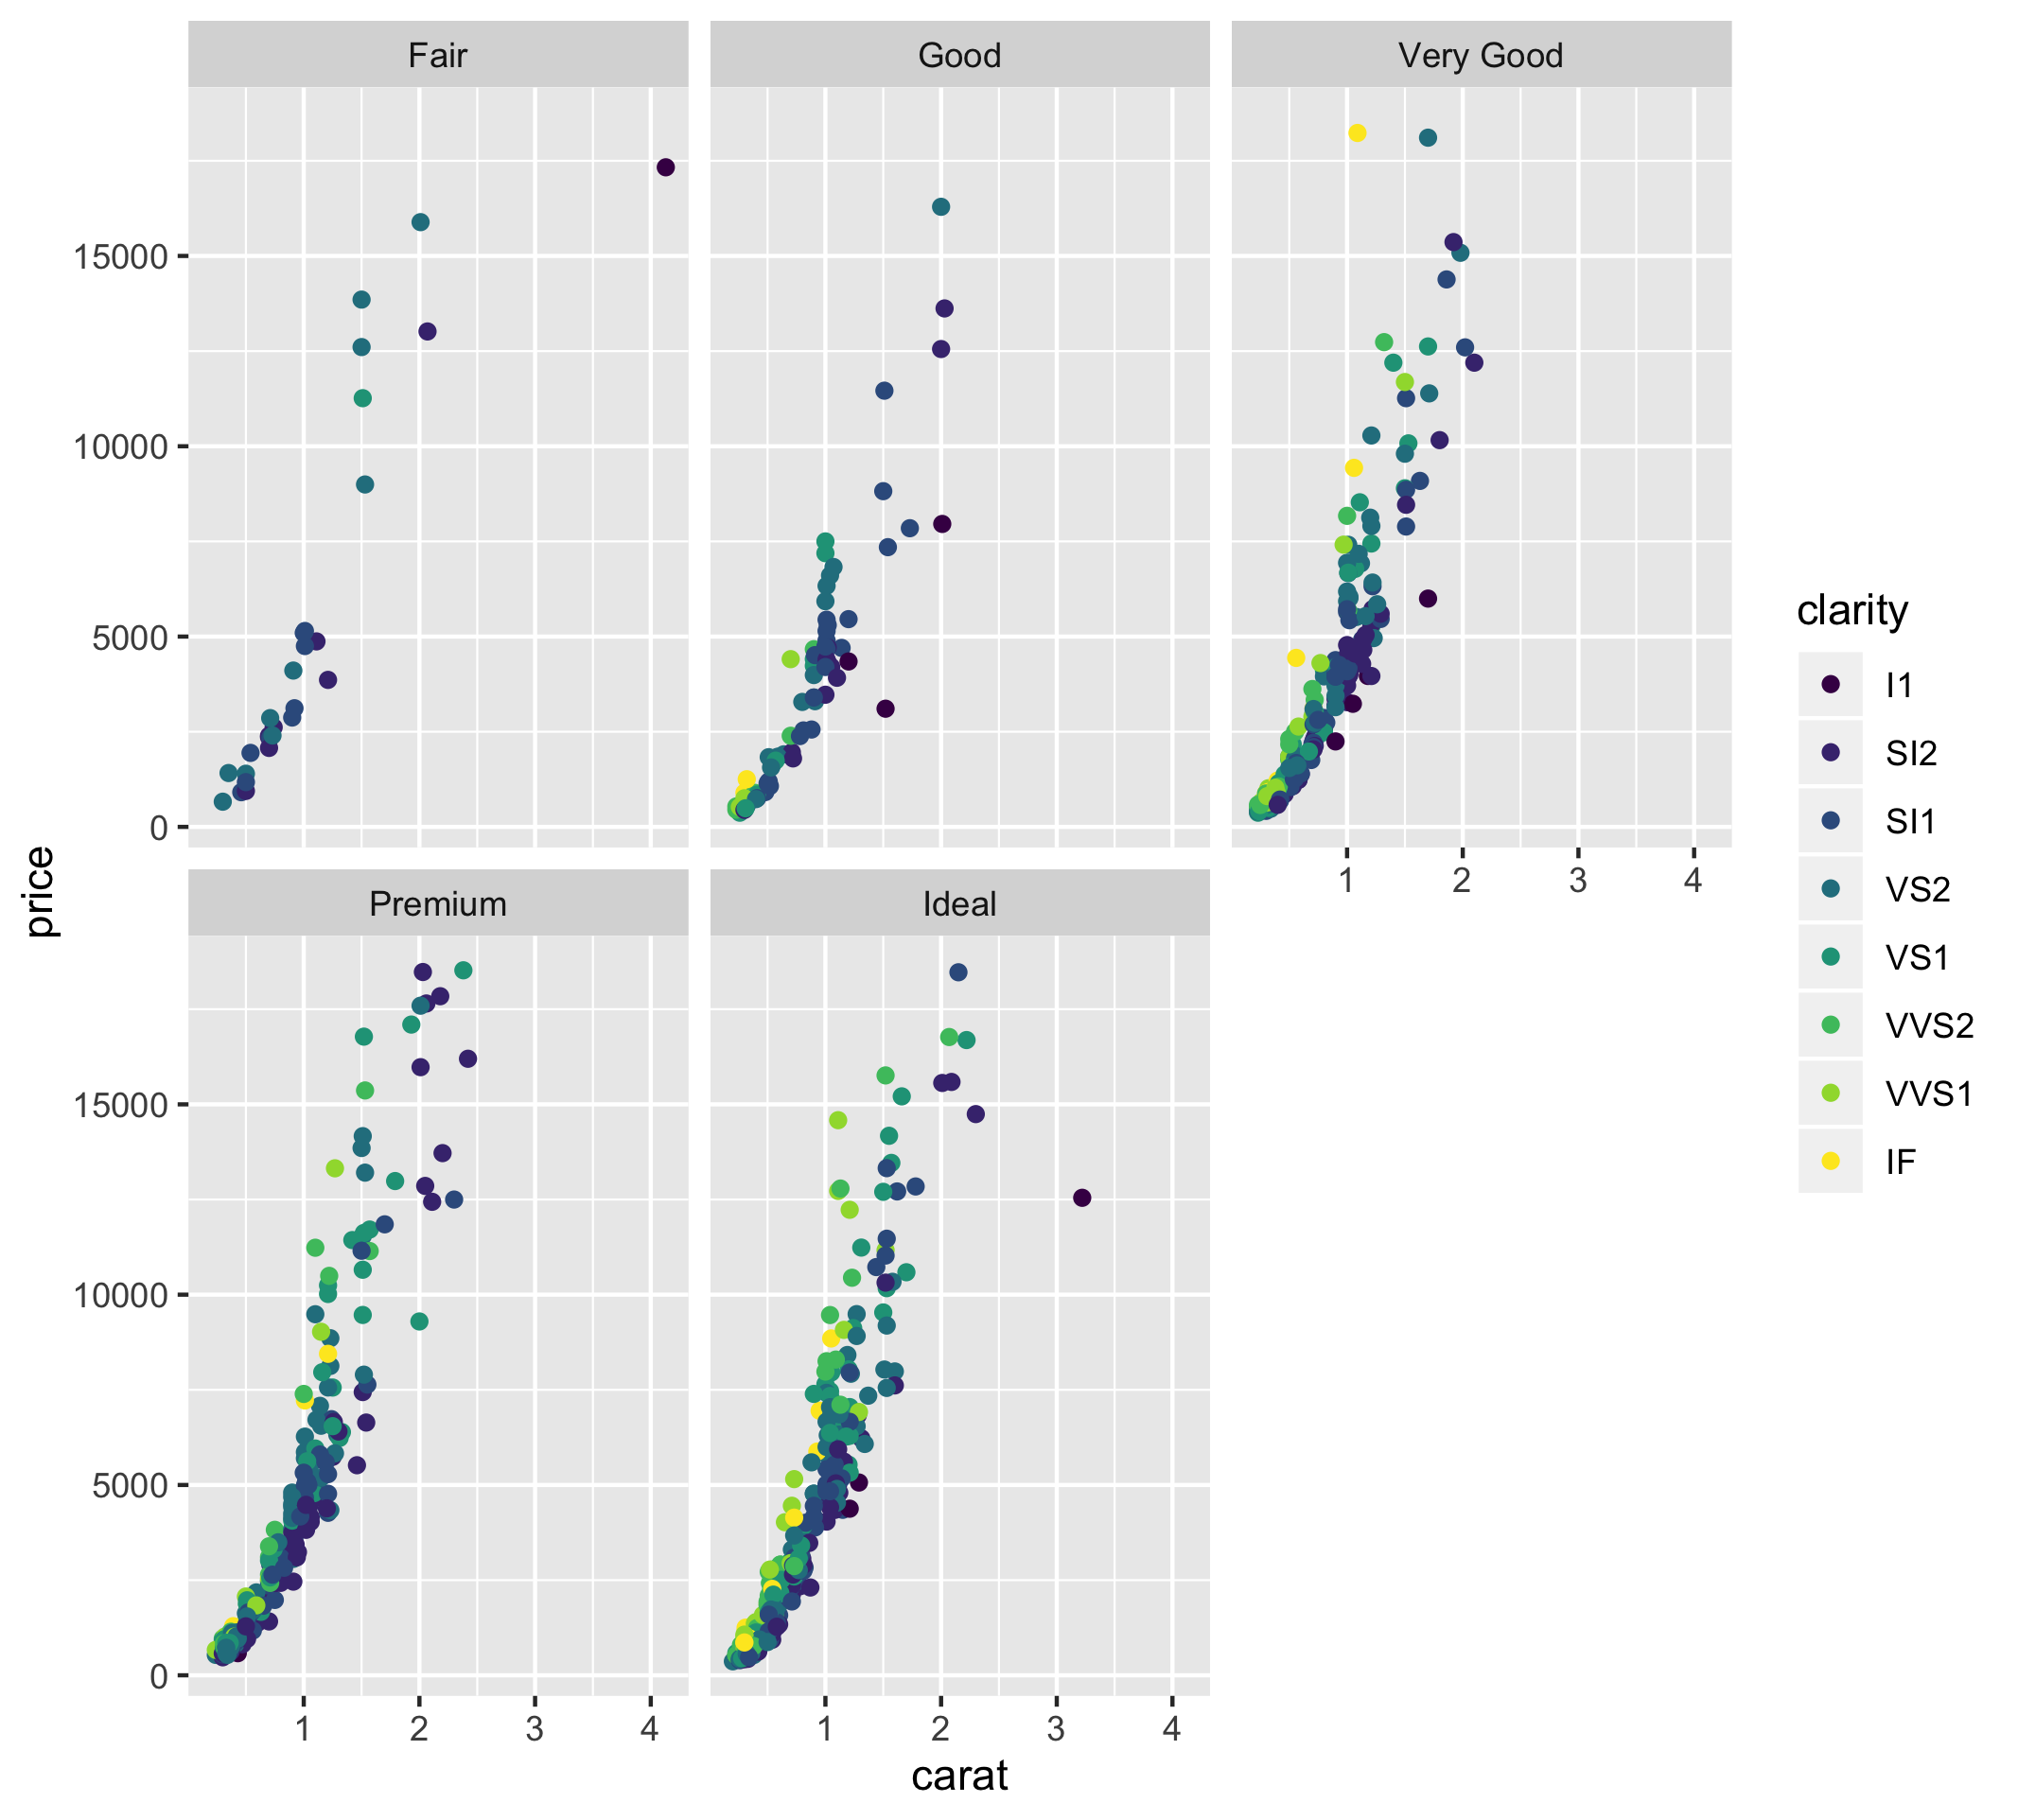 Fair
Good
Very Good
15000
10000
5000
0
1 2 3 4
Premium
Ideal
15000
10000
5000
0
1 2 3 4
1 2 3 4
price
carat
clarity
I1
SI2
SI1
VS2
VS1
VVS2
VVS1
IF